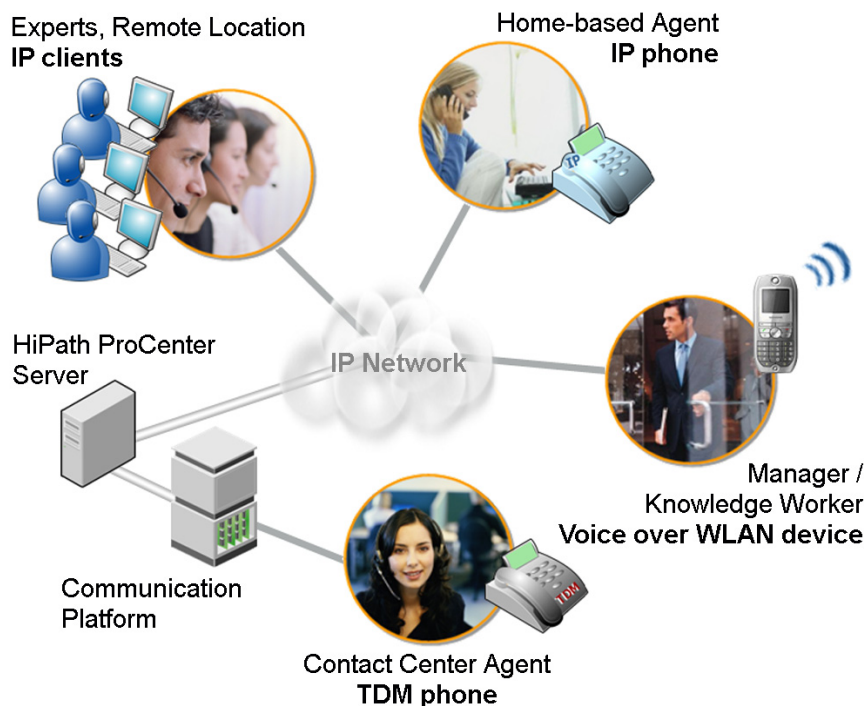 Experts, Remote Location
IP clients
Home-based Agent
IP phone
IP
HiPath ProCenter
Server
IP Network
Manager /
Knowledge Worker
Voice over WLAN device
Communication
Platform
TDM
Contact Center Agent
TDM phone